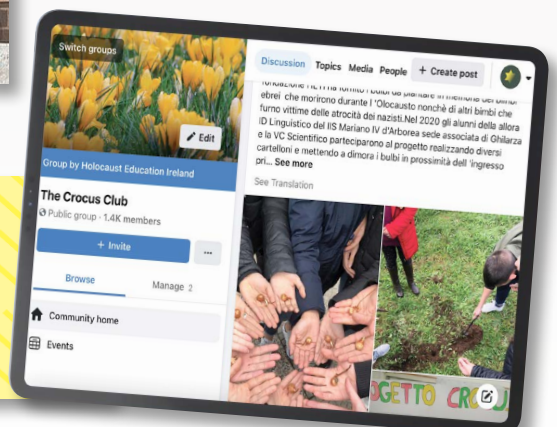 Switch groups
Edit
Group by Holocaust Education Ireland
The Crocus Club
Public group · 1.4K members
+ Invite
...
Browse
Manage 2
Community home
Events
Discussion
Topics
Media
People
+ Create post
ebrei che morirono durante l 'Olocausto nonchè di altri bimbi che
furno vittime delle atrocità dei nazisti.Nel 2020 gli alunni della allora
ID Linguistico del IIS Mariano IV d'Arborea sede associata di Ghilarza
e la VC Scientifico parteciparono al progetto realizzando diversi
cartelloni e mettendo a dimora i bulbi in prossimità dell 'ingresso
pri... See more
See Translation
OGETTO CROCU